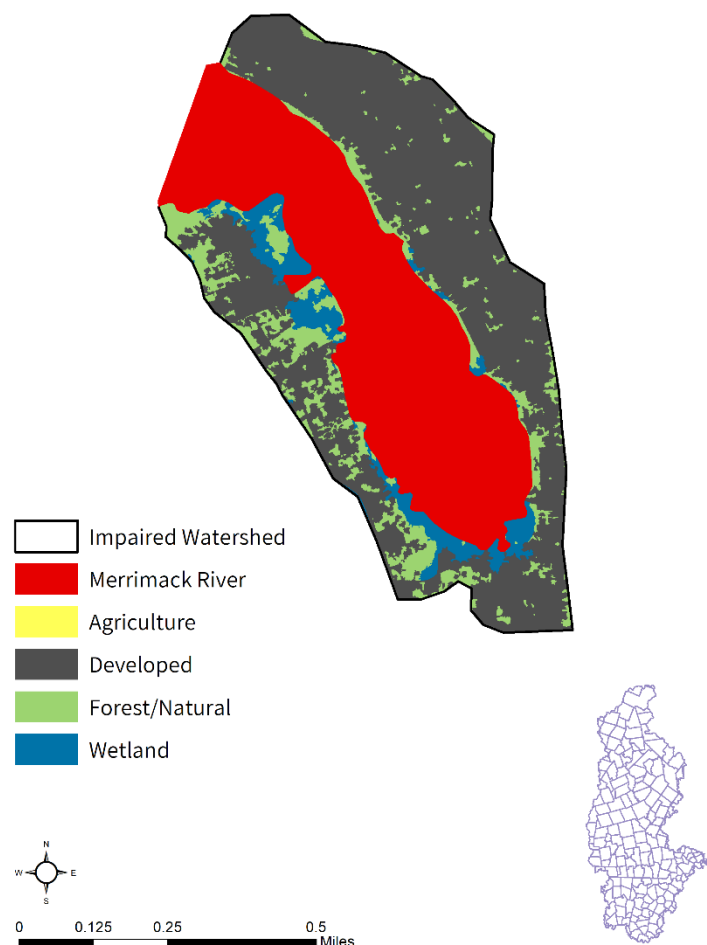 Impaired Watershed
Merrimack River
Agriculture
Developed
Forest/Natural
Wetland
N
W E
S
0 0.125 0.25 0.5
Miles